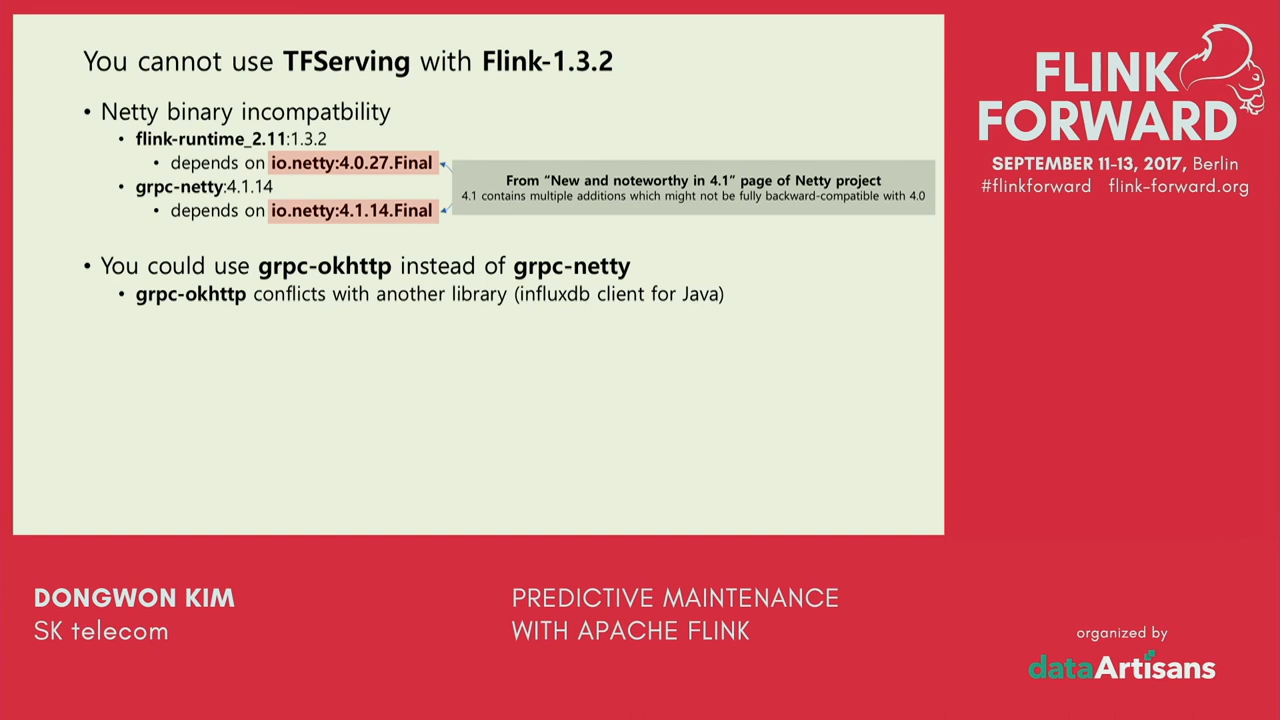 You cannot use TFServing with Flink-1.3.2
• Netty binary incompatbility
• flink-runtime_2.11:1.3.2
• depends on io.netty:4.0.27.Final
• grpc-netty:4.1.14
• depends on io.netty:4.1.14.Final
From “New and noteworthy in 4.1” page of Netty project
4.1 contains multiple additions which might not be fully backward-compatible with 4.0
• You could use grpc-okhttp instead of grpc-netty
• grpc-okhttp conflicts with another library (influxdb client for Java)
FLINK
FORWARD
SEPTEMBER 11-13, 2017, Berlin
#flinkforward flink-forward.org
DONGWON KIM
SK telecom
PREDICTIVE MAINTENANCE
WITH APACHE FLINK
organized by
dataArtisans